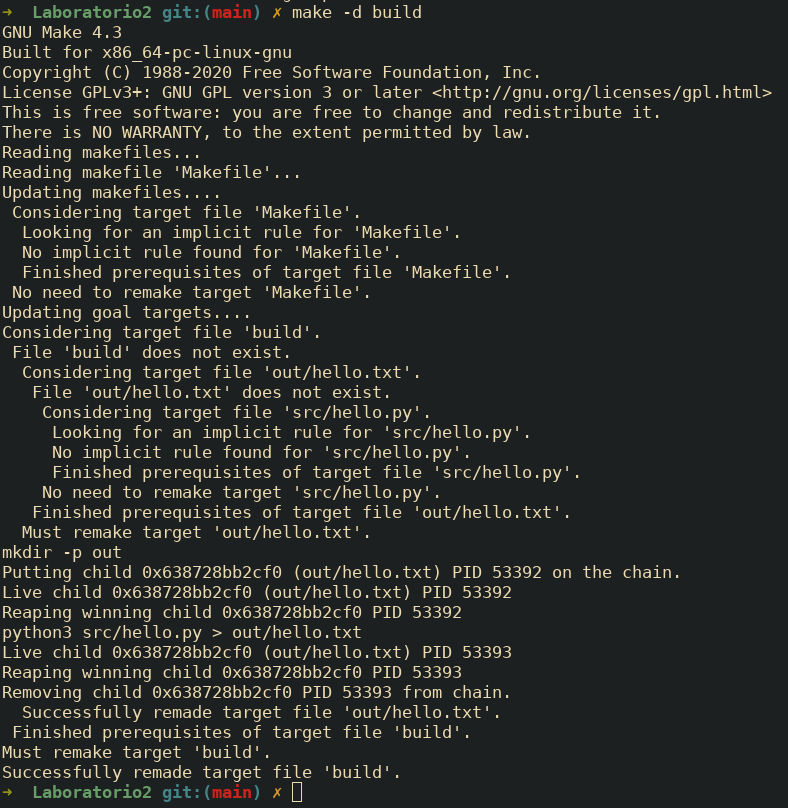 ➜  Laboratorio2 git:(main) ✗ make -d build
GNU Make 4.3
Built for x86_64-pc-linux-gnu
Copyright (C) 1988-2020 Free Software Foundation, Inc.
License GPLv3+: GNU GPL version 3 or later <http://gnu.org/licenses/gpl.html>
This is free software: you are free to change and redistribute it.
There is NO WARRANTY, to the extent permitted by law.
Reading makefiles...
Reading makefile 'Makefile'...
Updating makefiles....
 Considering target file 'Makefile'.
  Looking for an implicit rule for 'Makefile'.
  No implicit rule found for 'Makefile'.
  Finished prerequisites of target file 'Makefile'.
 No need to remake target 'Makefile'.
Updating goal targets....
Considering target file 'build'.
 File 'build' does not exist.
  Considering target file 'out/hello.txt'.
   File 'out/hello.txt' does not exist.
    Considering target file 'src/hello.py'.
     Looking for an implicit rule for 'src/hello.py'.
     No implicit rule found for 'src/hello.py'.
     Finished prerequisites of target file 'src/hello.py'.
    No need to remake target 'src/hello.py'.
   Finished prerequisites of target file 'out/hello.txt'.
  Must remake target 'out/hello.txt'.
mkdir -p out
Putting child 0x638728bb2cf0 (out/hello.txt) PID 53392 on the chain.
Live child 0x638728bb2cf0 (out/hello.txt) PID 53392
Reaping winning child 0x638728bb2cf0 PID 53392
python3 src/hello.py > out/hello.txt
Live child 0x638728bb2cf0 (out/hello.txt) PID 53393
Reaping winning child 0x638728bb2cf0 PID 53393
Removing child 0x638728bb2cf0 PID 53393 from chain.
  Successfully remade target file 'out/hello.txt'.
 Finished prerequisites of target file 'build'.
Must remake target 'build'.
Successfully remade target file 'build'.
➜  Laboratorio2 git:(main) ✗